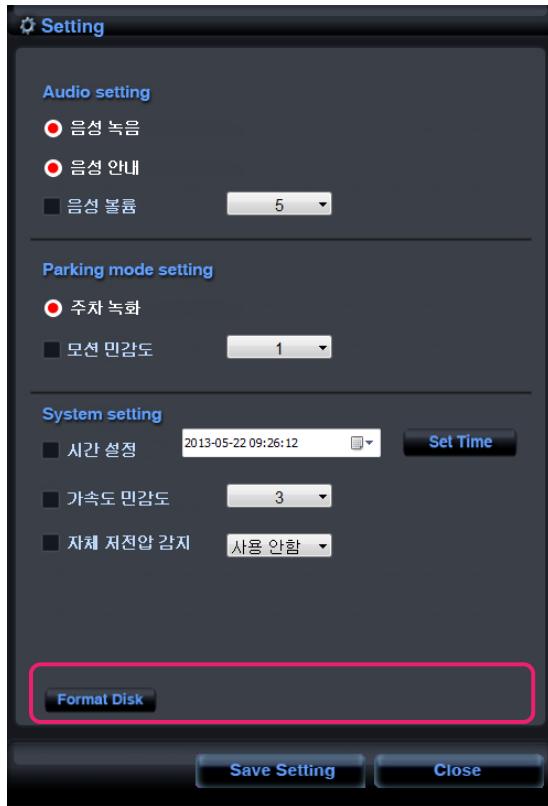 Setting
Audio setting
음성 녹음
음성 안내
음성 볼륨 5
Parking mode setting
주차 녹화
모션 민감도 1
System setting
시간 설정 2013-05-22 09:26:12 Set Time
가속도 민감도 3
자체 저전압 감지 사용 안함
Format Disk
Save Setting Close